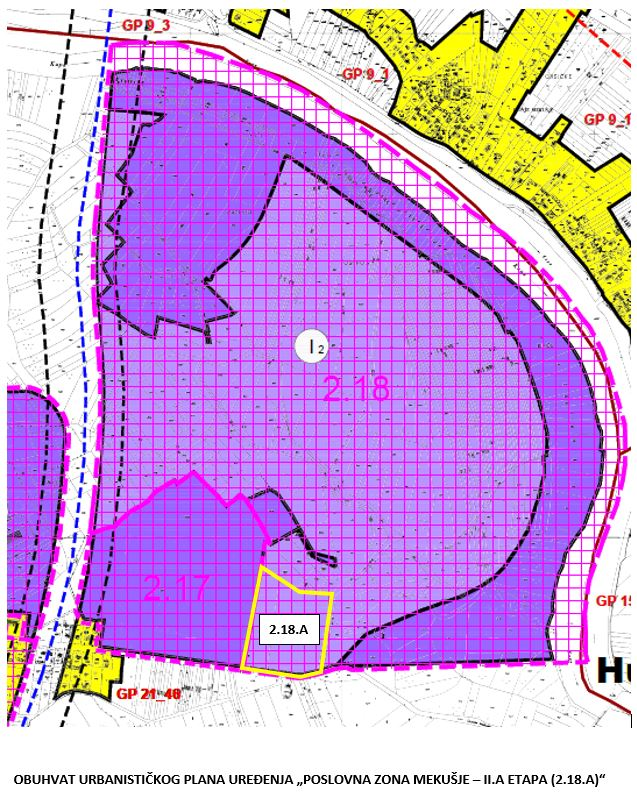 GP 9_3
GP 9_1
GP 9_1
I2
2.18
2.17
2.18.A
GP 15
Hu
GP 21_40
OBUHVAT URBANISTIČKOG PLANA UREĐENJA „POSLOVNA ZONA MEKUŠJE – II.A ETAPA (2.18.A)“